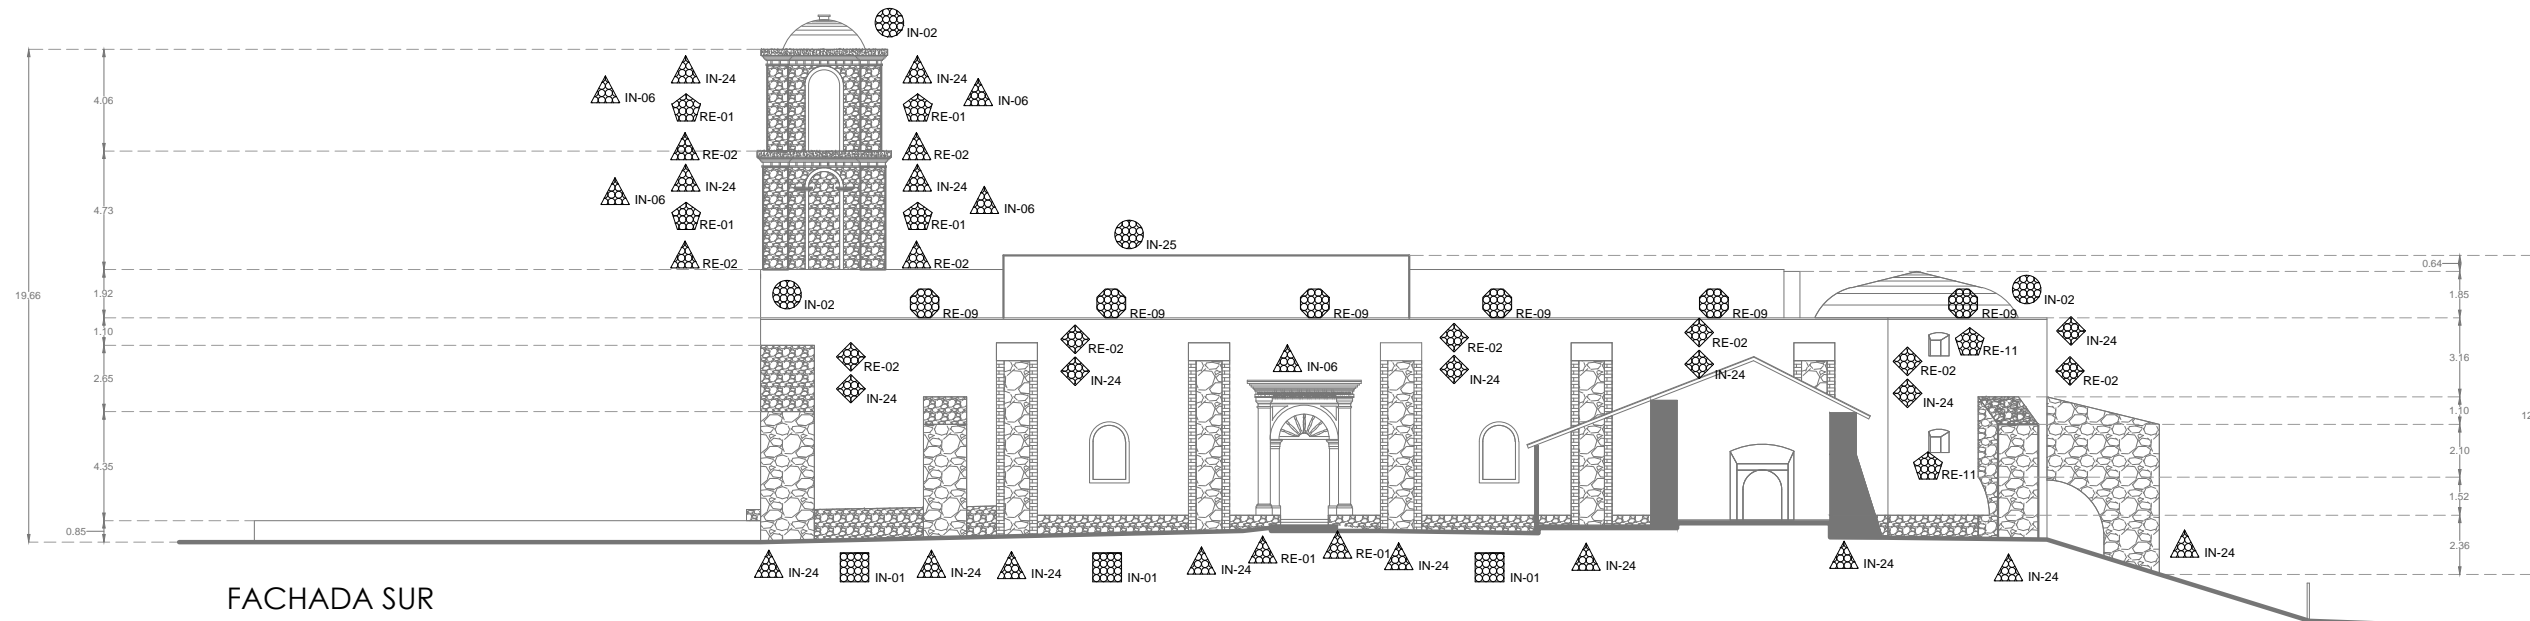 IN-02
IN-24
IN-24
4.06
IN-06
IN-06
RE-01
RE-01
RE-02
RE-02
IN-24
IN-24
IN-06
IN-06
4.73
RE-01
RE-01
IN-25
RE-02
RE-02
0.64
19.66
1.92
IN-02
IN-02
1.85
RE-09
RE-09
RE-09
RE-09
RE-09
RE-09
1.10
IN-24
RE-02
RE-02
RE-02
RE-11
3.16
RE-02
IN-06
RE-02
RE-02
2.65
IN-24
IN-24
IN-24
IN-24
IN-24
1.10
12
2.10
4.35
RE-11
1.52
0.85
RE-01
RE-01
IN-24
2.36
IN-24
IN-01
IN-24
IN-24
IN-01
IN-24
IN-24
IN-01
IN-24
IN-24
IN-24
FACHADA SUR